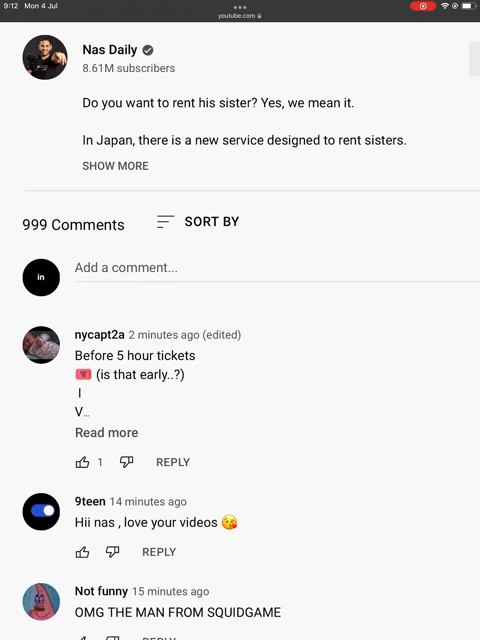 9:12 Mon 4 Jul
youtube.com
Nas Daily
8.61M subscribers
Do you want to rent his sister? Yes, we mean it.
In Japan, there is a new service designed to rent sisters.
SHOW MORE
999 Comments
SORT BY
in
Add a comment...
nycapt2a 2 minutes ago (edited)
Before 5 hour tickets
🎟️ (is that early..?)
I
V...
Read more
1
REPLY
9teen 14 minutes ago
Hii nas , love your videos 😘
REPLY
Not funny 15 minutes ago
OMG THE MAN FROM SQUIDGAME
REPLY